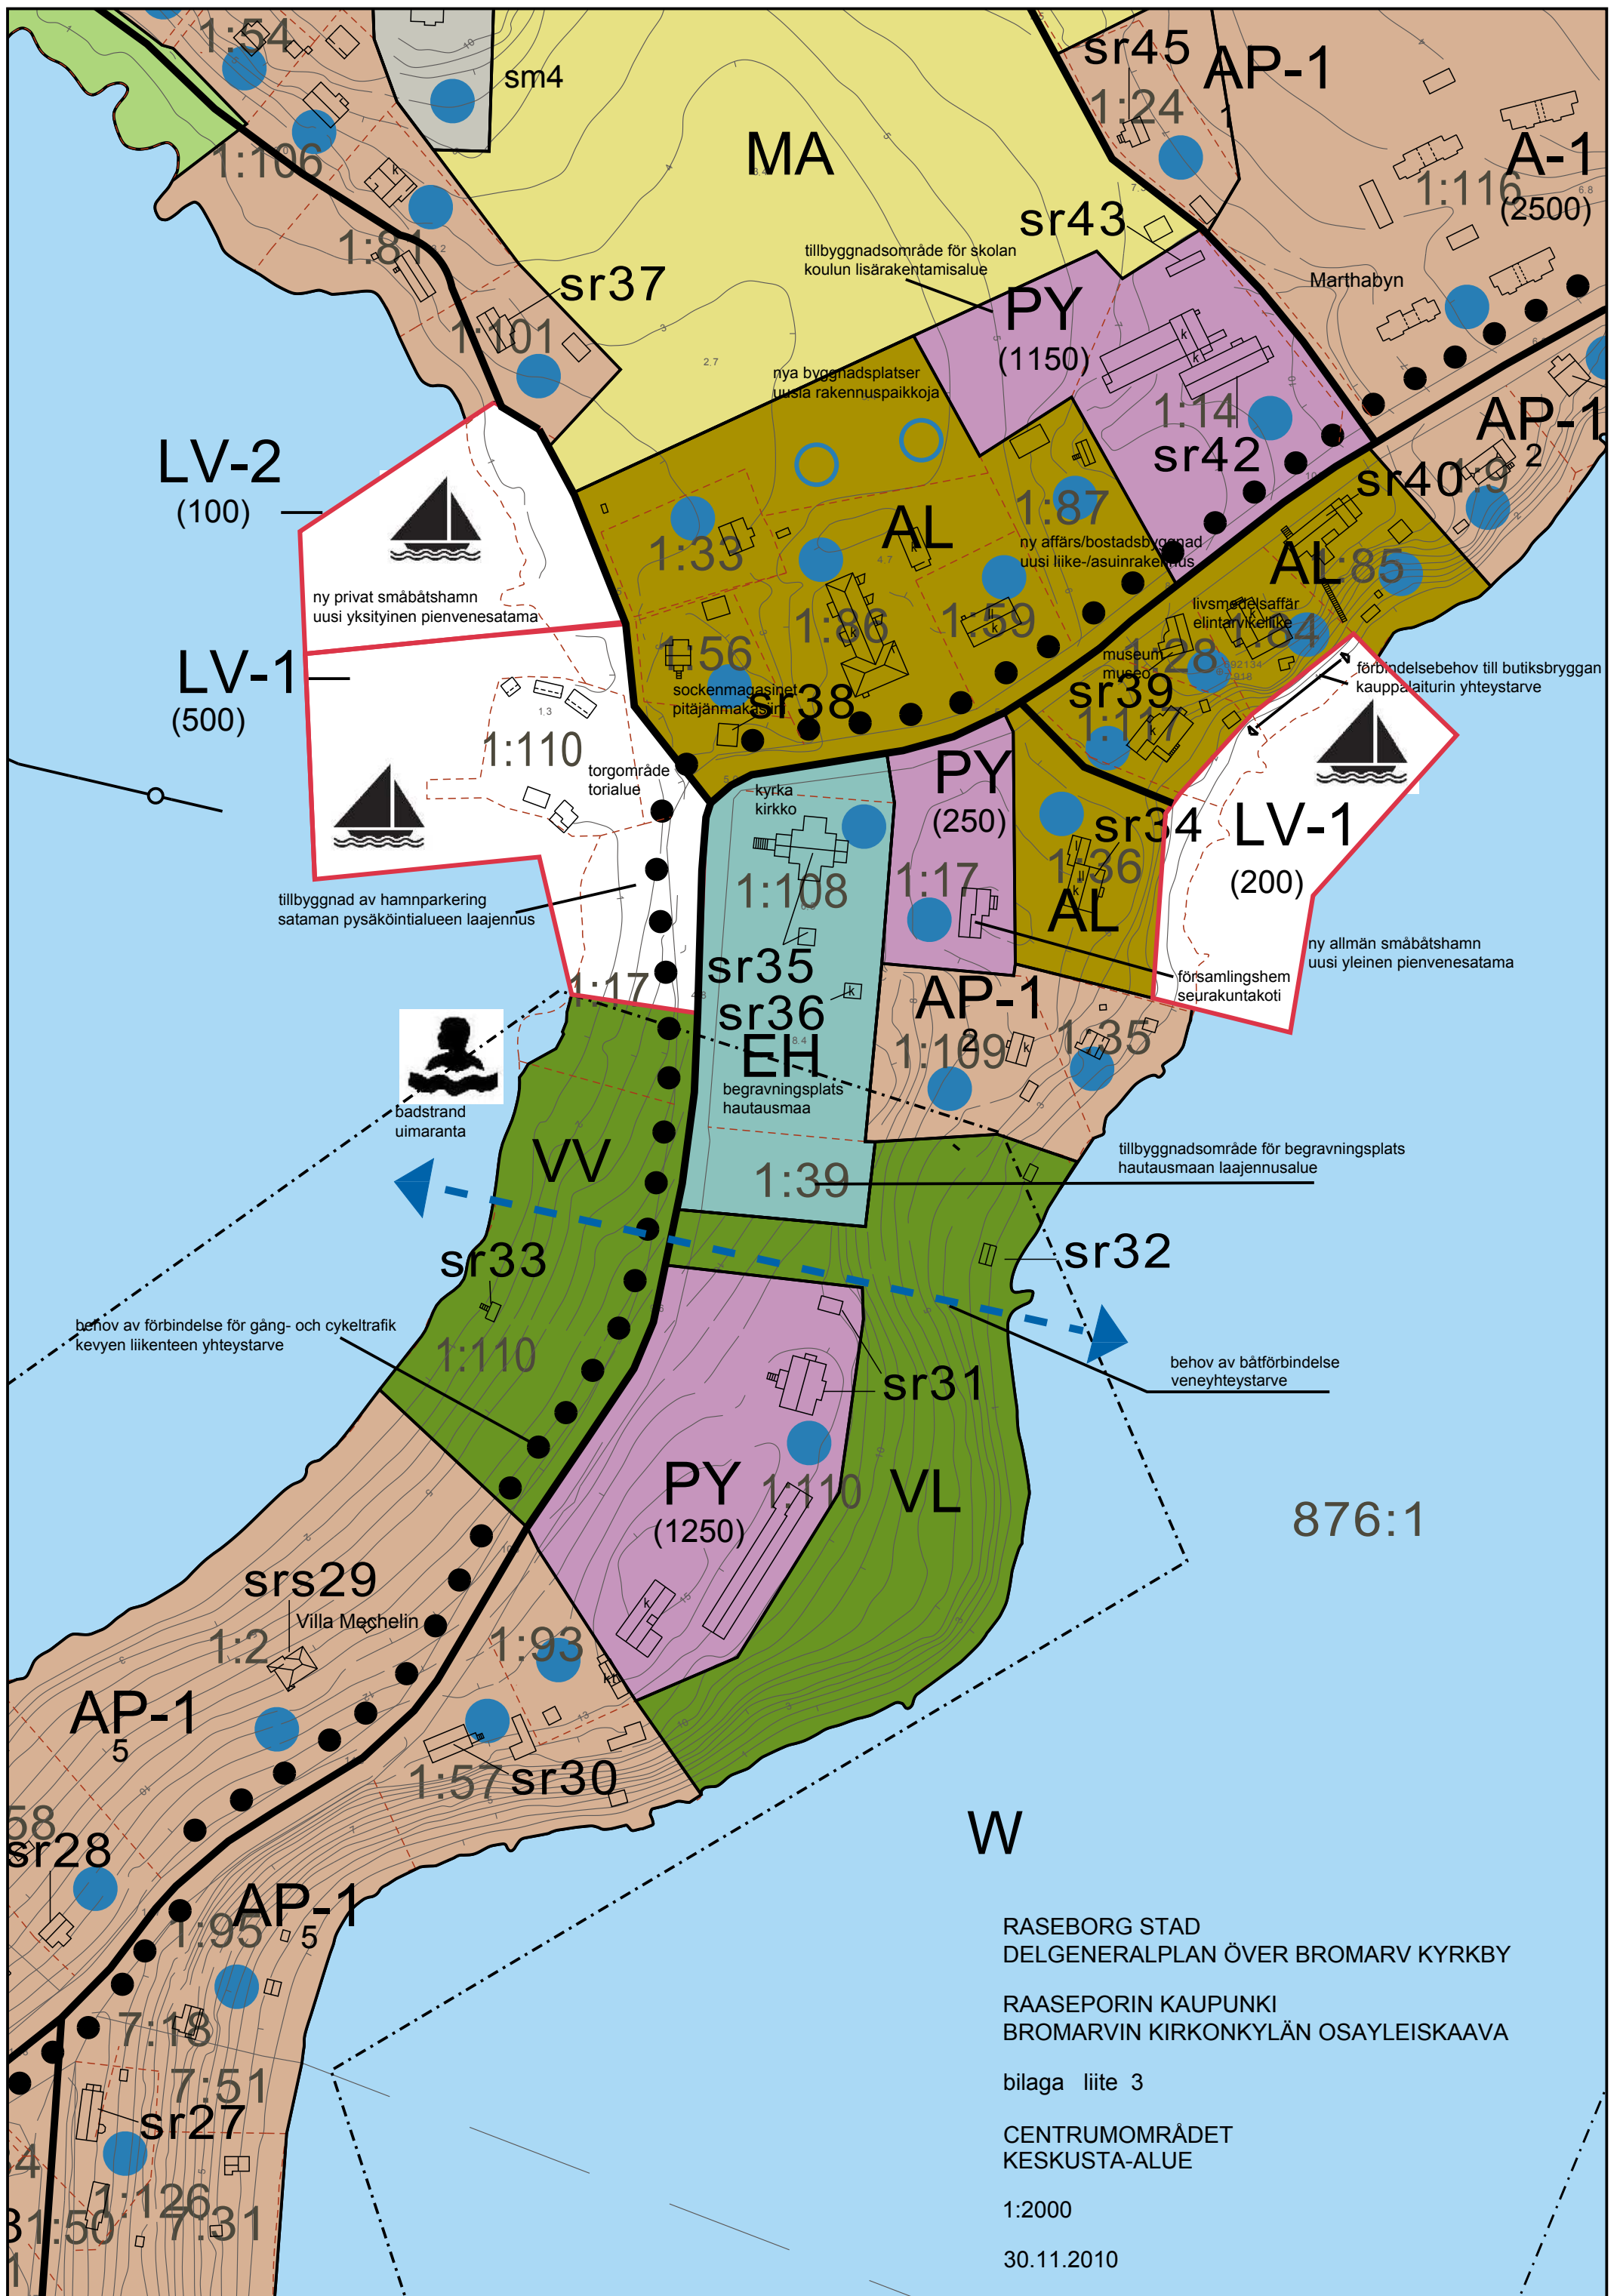 1:54
sm4
sr45
AP-1
1:24
1
MA
A-1
1:116
(2500)
1:106
sr43
1:81
tillbyggnadsområde för skolan
koulun lisärakentamisalue
Marthabyn
sr37
PY
(1150)
1:101
nya byggnadsplatser
uusia rakennuspaikkoja
1:14
sr42
AP-1
2
1:9
sr40
LV-2
(100)
1:87
AL
1:33
ny affärs/bostadsbyggnad
uusi liike-/asuinrakennus
AL
1:85
ny privat småbåtshamn
uusi yksityinen pienvenesatama
livsmedelsaffär
elintarvikeliike
1:84
1:86
1:59
1:56
museum
museo
1:28
förbindelsebehov till butiksbryggan
kauppalaiturin yhteystarve
LV-1
(500)
sockenmagasinet
pitäjänmakasiini
sr38
sr39
1:117
1:110
torgområde
torialue
kyrka
kirkko
PY
(250)
sr34
LV-1
(200)
1:36
1:108
1:17
AL
tillbyggnad av hamnparkering
sataman pysäköintialueen laajennus
ny allmän småbåtshamn
uusi yleinen pienvenesatama
sr35
1:17
församlingshem
seurakuntakoti
sr36
AP-1
2
1:109
1:35
EH
begravningsplats
hautausmaa
badstrand
uimaranta
VV
tillbyggnadsområde för begravningsplats
hautausmaan laajennusalue
1:39
sr33
sr32
behov av förbindelse för gång- och cykeltrafik
kevyen liikenteen yhteystarve
1:110
sr31
behov av båtförbindelse
veneyhteystarve
PY
(1250)
1:110
VL
876:1
srs29
Villa Mechelin
1:2
1:93
AP-1
5
1:57
sr30
58
sr28
W
AP-1
5
1:95
RASEBORG STAD
DELGENERALPLAN ÖVER BROMARV KYRKBY
RAASEPORIN KAUPUNKI
BROMARVIN KIRKONKYLÄN OSAYLEISKAAVA
7:18
7:51
bilaga liite 3
sr27
CENTRUMOMRÅDET
KESKUSTA-ALUE
1:126
1:50
7:31
1:2000
30.11.2010